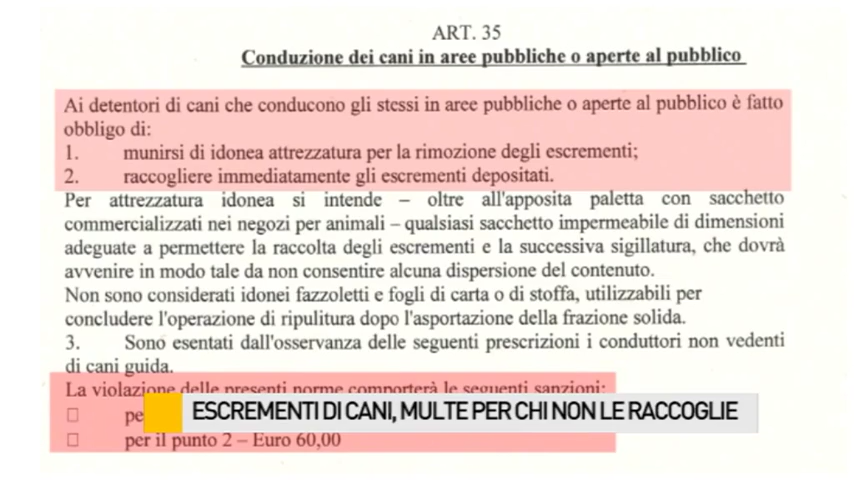 ART. 35
Conduzione dei cani in aree pubbliche o aperte al pubblico
Ai detentori di cani che conducono gli stessi in aree pubbliche o aperte al pubblico è fatto
obbligo di:
1. munirsi di idonea attrezzatura per la rimozione degli escrementi;
2. raccogliere immediatamente gli escrementi depositati.
Per attrezzatura idonea si intende – oltre all'apposita paletta con sacchetto
commercializzati nei negozi per animali – qualsiasi sacchetto impermeabile di dimensioni
adeguate a permettere la raccolta degli escrementi e la successiva sigillatura, che dovrà
avvenire in modo tale da non consentire alcuna dispersione del contenuto.
Non sono considerati idonei fazzoletti e fogli di carta o di stoffa, utilizzabili per
concludere l'operazione di ripulitura dopo l'asportazione della frazione solida.
3. Sono esentati dall'osservanza delle seguenti prescrizioni i conduttori non vedenti
di cani guida.
La violazione delle presenti norme comporterà le seguenti sanzioni:
pe
ESCREMENTI DI CANI, MULTE PER CHI NON LE RACCOGLIE
per il punto 2 – Euro 60,00